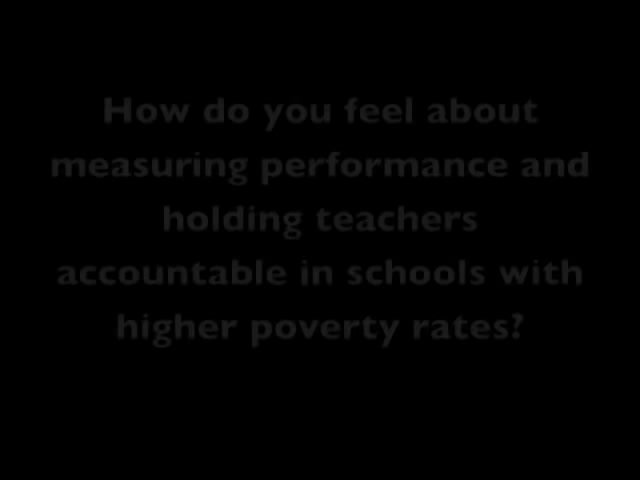 How do you feel about
measuring performance and
holding teachers
accountable in schools with
higher poverty rates?